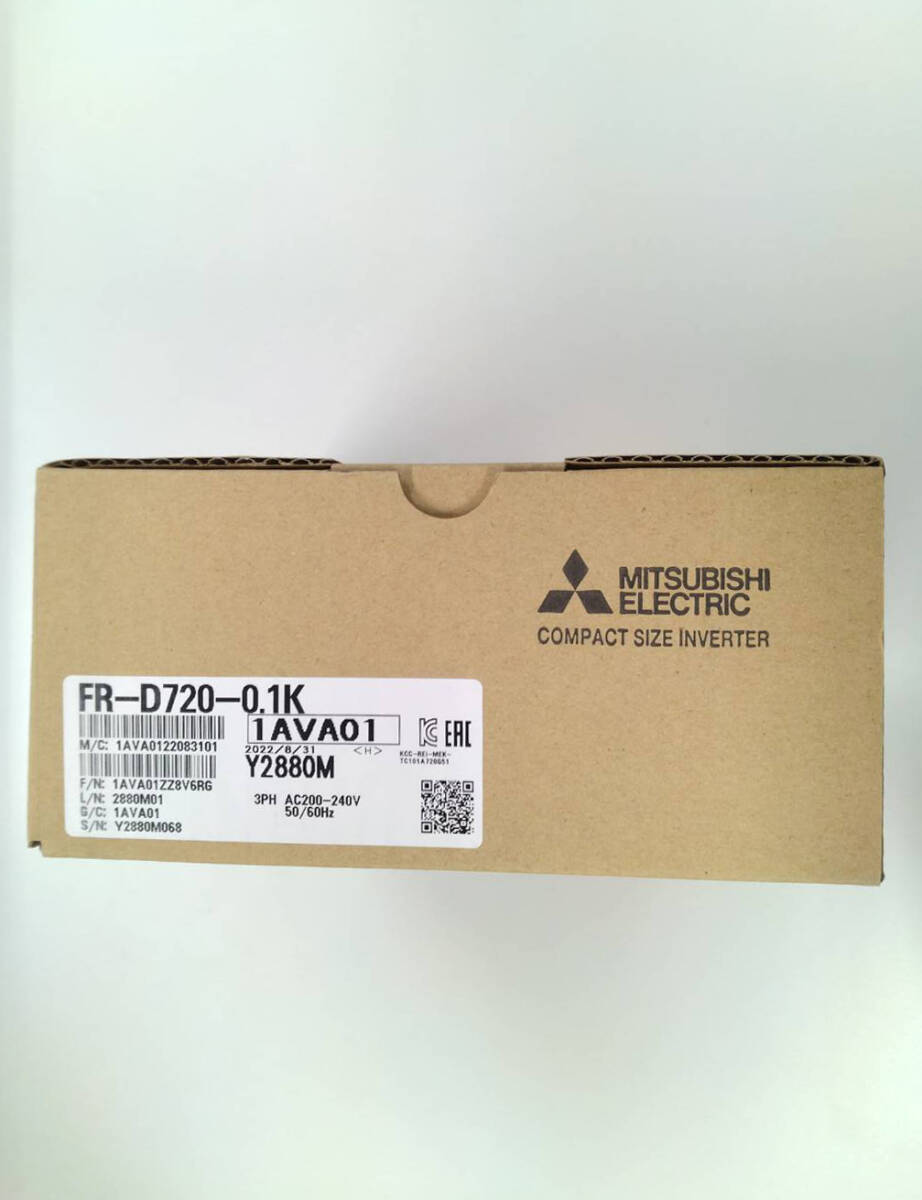 MITSUBISHI
ELECTRIC
COMPACT SIZE INVERTER
FR-D720-0.1K
1AVA01
M/C: 1AVA0122083101
2022/8/31 <H>
Y2880M
KCC-REI-MEK-
TC101A720G51
EAC
F/N: 1AVA01ZZ8V6RG
L/N: 2880M01
G/C: 1AVA01
S/N: Y2880M068
3PH AC200-240V
50/60Hz